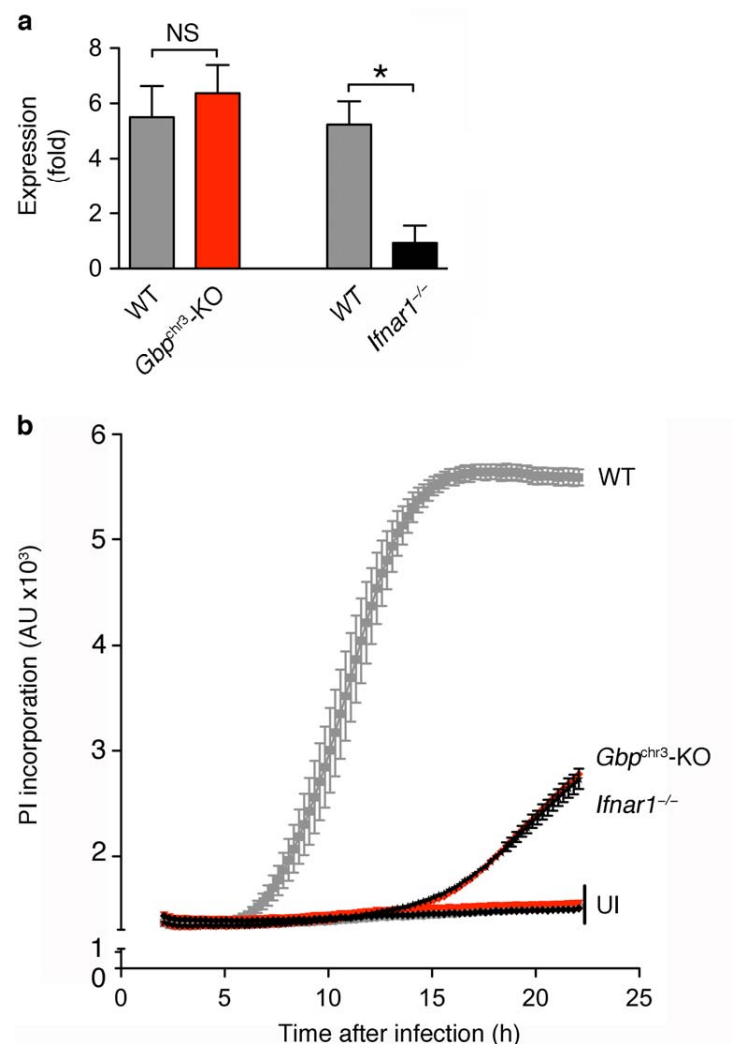 a
NS
*
8
6
4
2
0
Expression
(fold)
WT
Gbpchr3-KO
WT
Ifnar1–/–
b
6
5
4
3
2
1
0
PI incorporation (AU x10³)
WT
Gbpchr3-KO
Ifnar1–/–
UI
0 5 10 15 20 25
Time after infection (h)